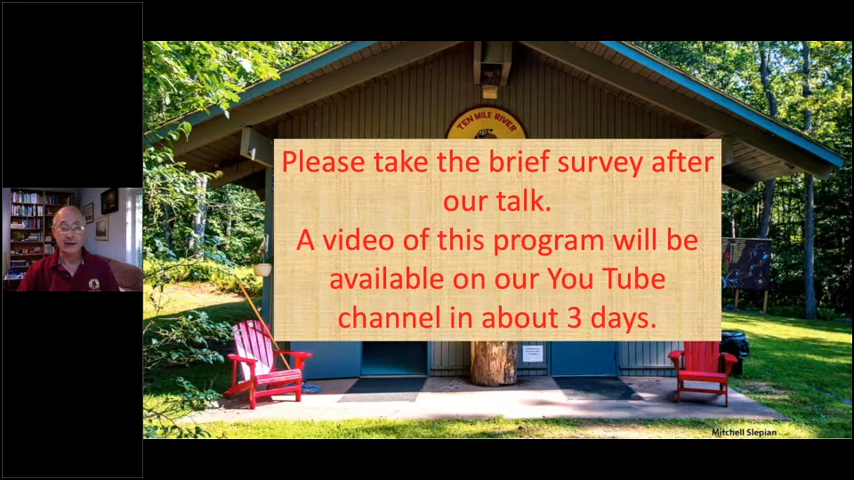 TEN MILE RIVER
Please take the brief survey after
our talk.
A video of this program will be
available on our You Tube
channel in about 3 days.
Mitchell Slepian